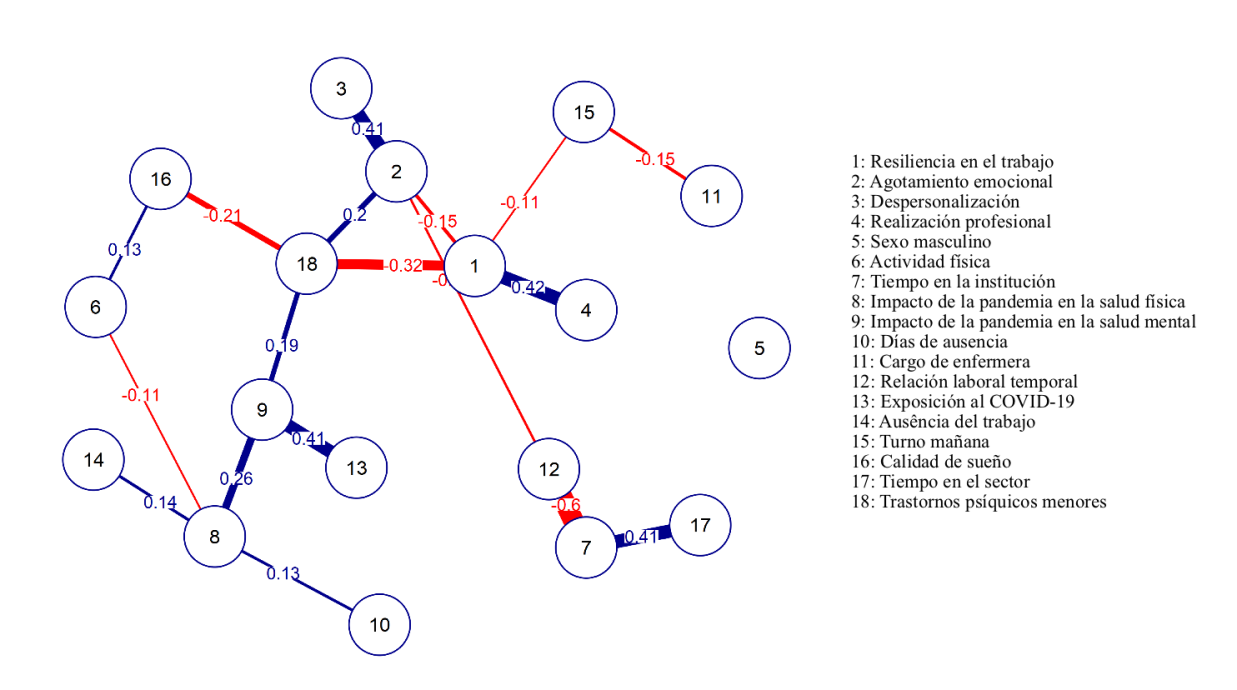 3
0.41
15
-0.15
2
16
11
-0.21
0.2
-0.15
-0.11
0.13
18
-0.32
1
0.42
4
6
5
0.19
-0.11
9
0.41
14
13
12
0.26
0.14
-0.6
8
7
0.41
17
0.13
10
1: Resiliencia en el trabajo
2: Agotamiento emocional
3: Despersonalización
4: Realización profesional
5: Sexo masculino
6: Actividad física
7: Tiempo en la institución
8: Impacto de la pandemia en la salud física
9: Impacto de la pandemia en la salud mental
10: Días de ausencia
11: Cargo de enfermera
12: Relación laboral temporal
13: Exposición al COVID-19
14: Ausência del trabajo
15: Turno mañana
16: Calidad de sueño
17: Tiempo en el sector
18: Trastornos psíquicos menores